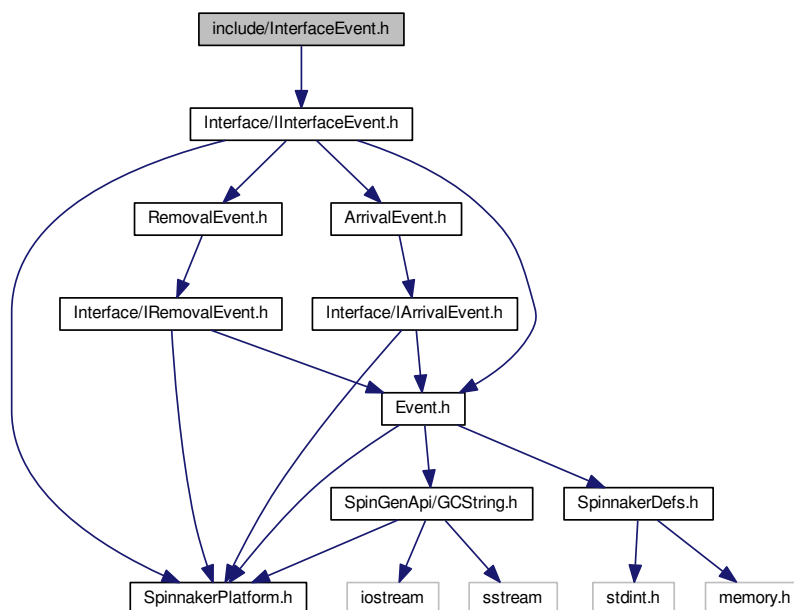 include/InterfaceEvent.h
Interface/IInterfaceEvent.h
RemovalEvent.h
ArrivalEvent.h
Interface/IRemovalEvent.h
Interface/IArrivalEvent.h
Event.h
SpinGenApi/GCString.h
SpinnakerDefs.h
SpinnakerPlatform.h
iostream
sstream
stdint.h
memory.h